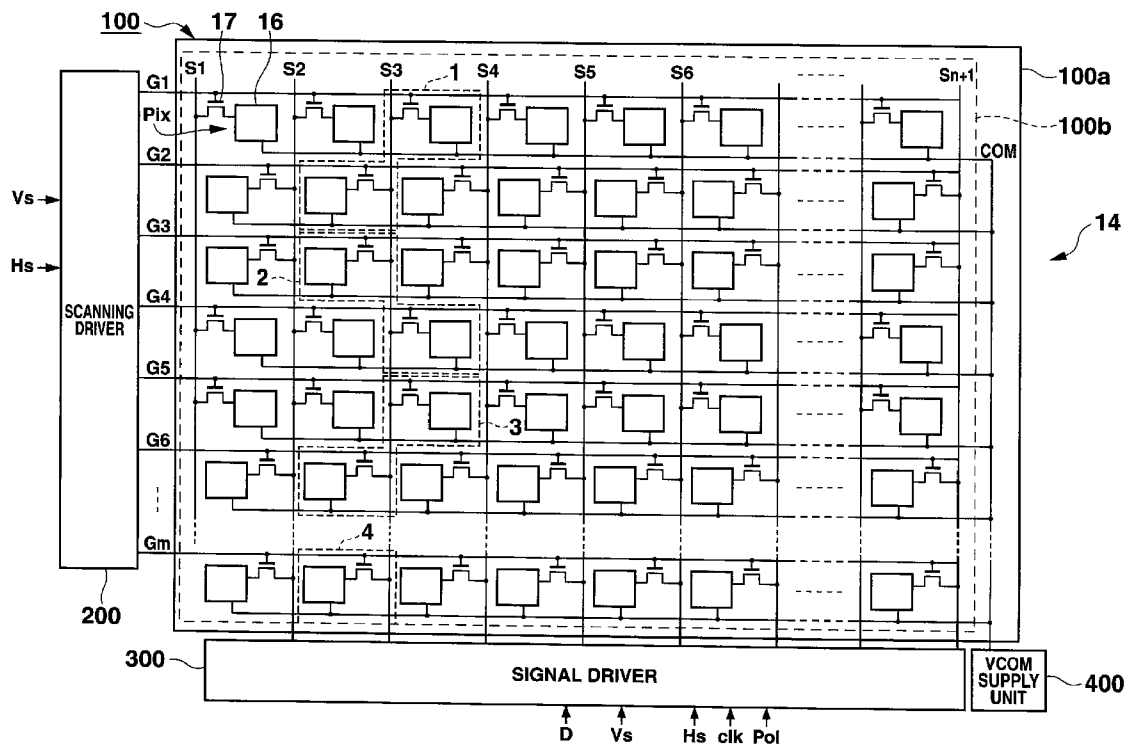 100 17 16
S1 S2 S3 1 S4 S5 S6 Sn+1
100a
G1
Pix
100b
G2
COM
Vs
G3
14
Hs
2
G4
SCANNING
DRIVER
G5
3
G6
4
Gm
200
300
SIGNAL DRIVER
VCOM
SUPPLY
UNIT
400
D Vs Hs clk Pol